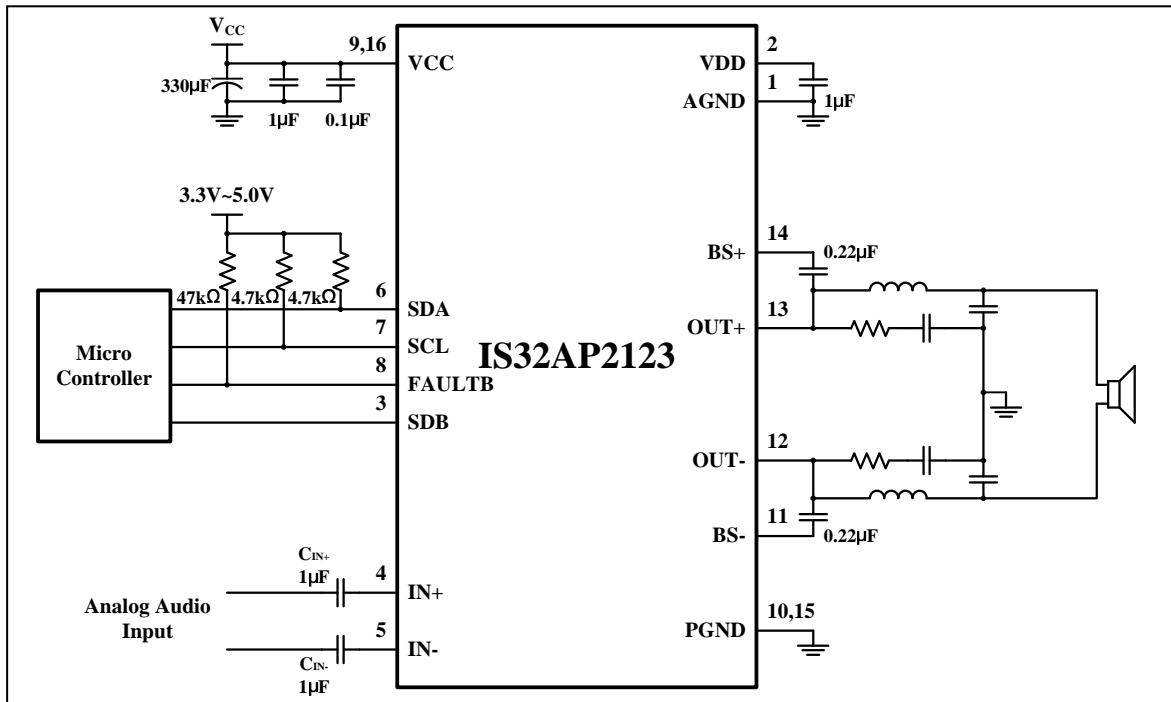 VCC
9,16
VCC
330µF
1µF
0.1µF
2
VDD
1
AGND
1µF
3.3V~5.0V
47kΩ
4.7kΩ
4.7kΩ
6
SDA
7
SCL
8
FAULTB
3
SDB
Micro
Controller
IS32AP2123
14
BS+
0.22µF
13
OUT+
12
OUT-
11
BS-
0.22µF
CIN+
1µF
4
IN+
Analog Audio
Input
5
IN-
CIN-
1µF
10,15
PGND